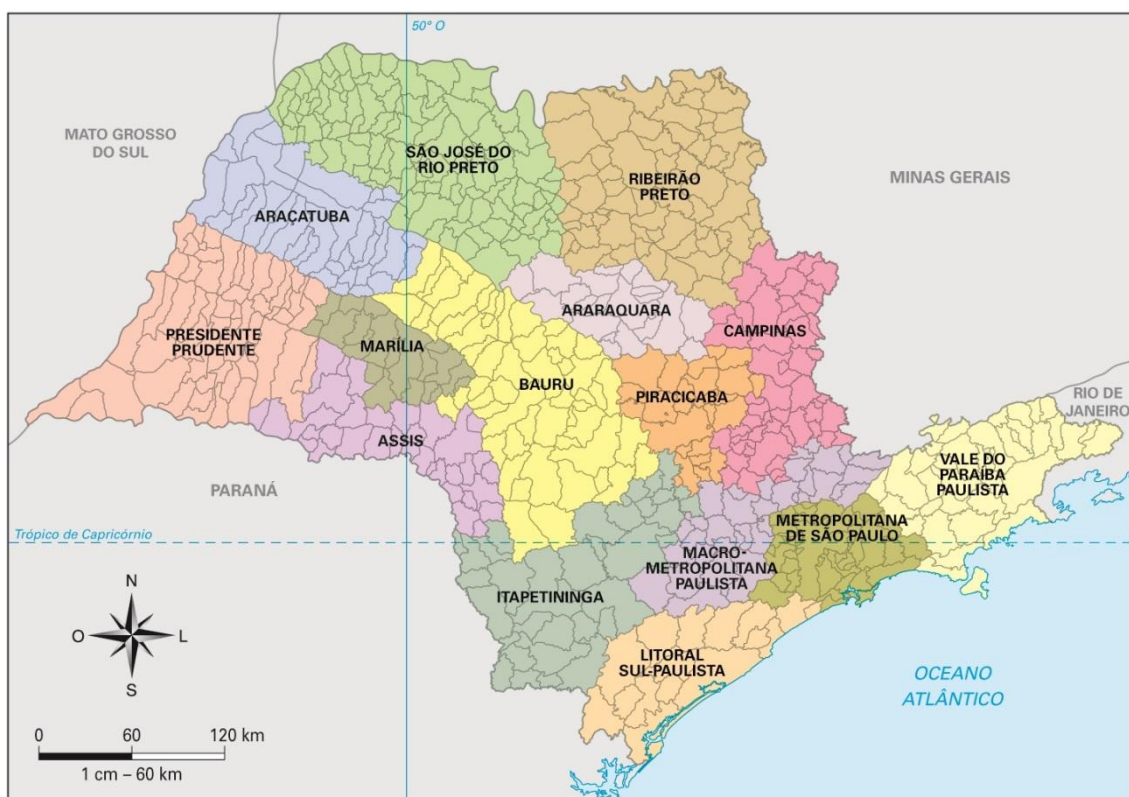 50° O
MATO GROSSO
DO SUL
SÃO JOSÉ DO
RIO PRETO
RIBEIRÃO
PRETO
MINAS GERAIS
ARAÇATUBA
ARARAQUARA
CAMPINAS
PRESIDENTE
PRUDENTE
MARÍLIA
BAURU
PIRACICABA
RIO DE
JANEIRO
ASSIS
VALE DO
PARAÍBA
PAULISTA
PARANÁ
Trópico de Capricórnio
METROPOLITANA
DE SÃO PAULO
MACRO-
METROPOLITANA
PAULISTA
ITAPETININGA
N
O
L
S
LITORAL
SUL-PAULISTA
OCEANO
ATLÂNTICO
0 60 120 km
1 cm – 60 km